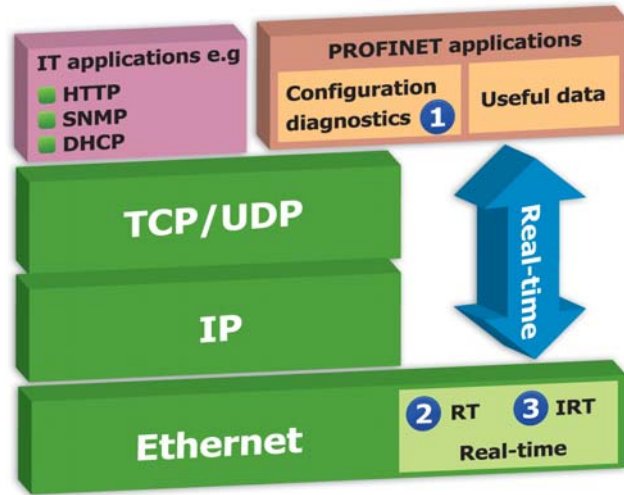 IT applications e.g
HTTP
SNMP
DHCP
PROFINET applications
Configuration
diagnostics 1
Useful data
TCP/UDP
Real-time
IP
Ethernet
2 RT 3 IRT
Real-time